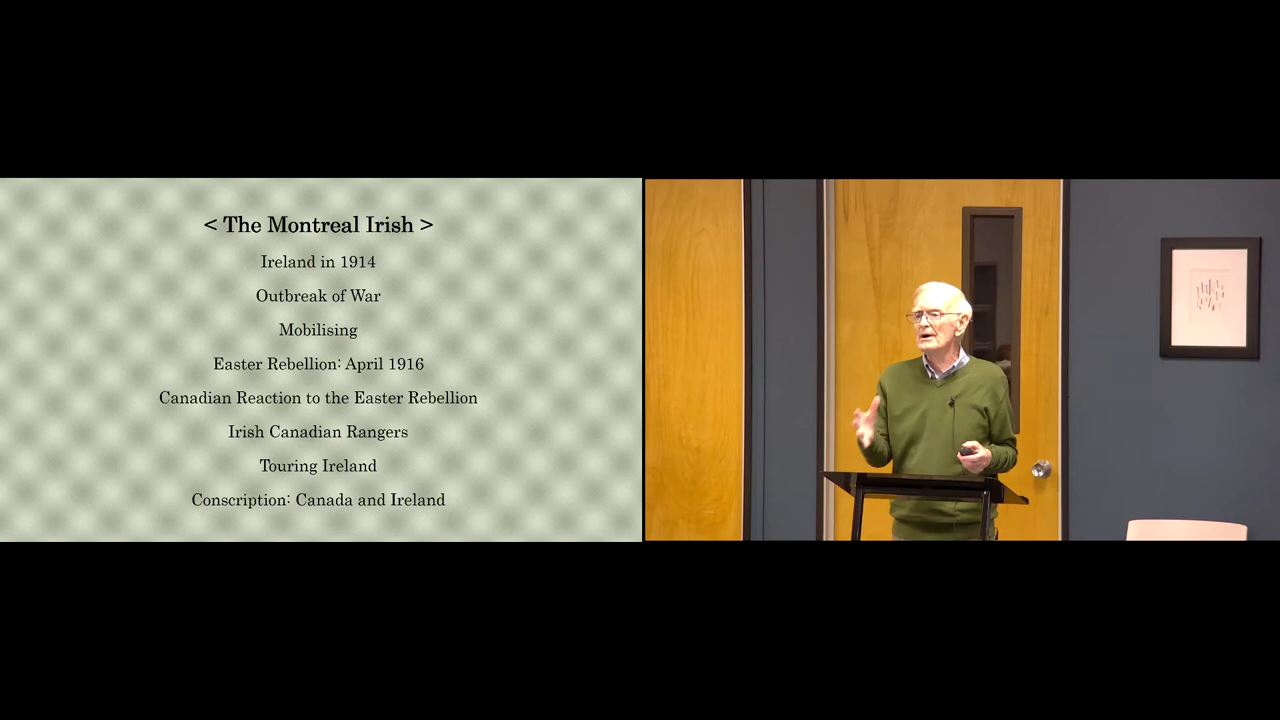 < The Montreal Irish >
Ireland in 1914
Outbreak of War
Mobilising
Easter Rebellion: April 1916
Canadian Reaction to the Easter Rebellion
Irish Canadian Rangers
Touring Ireland
Conscription: Canada and Ireland